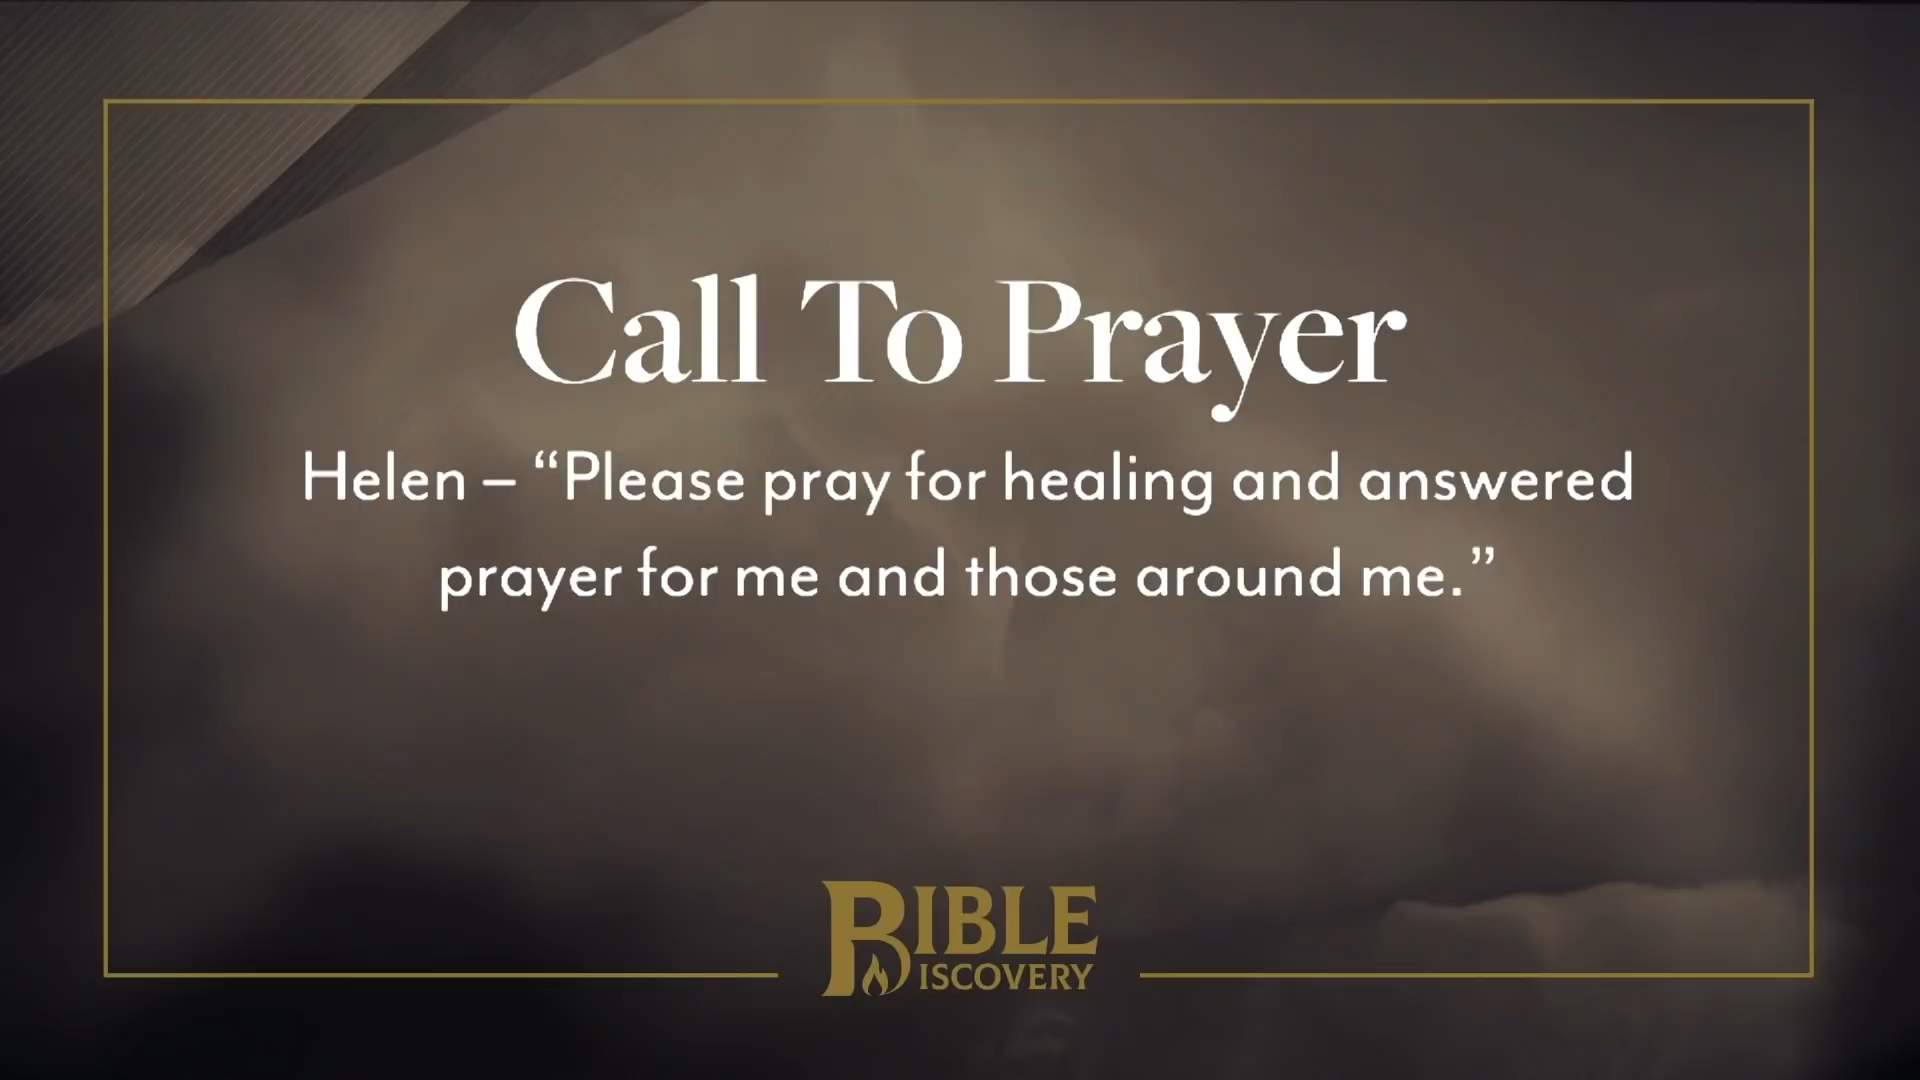 Call To Prayer
Helen – “Please pray for healing and answered
prayer for me and those around me.”
BIBLE
DISCOVERY